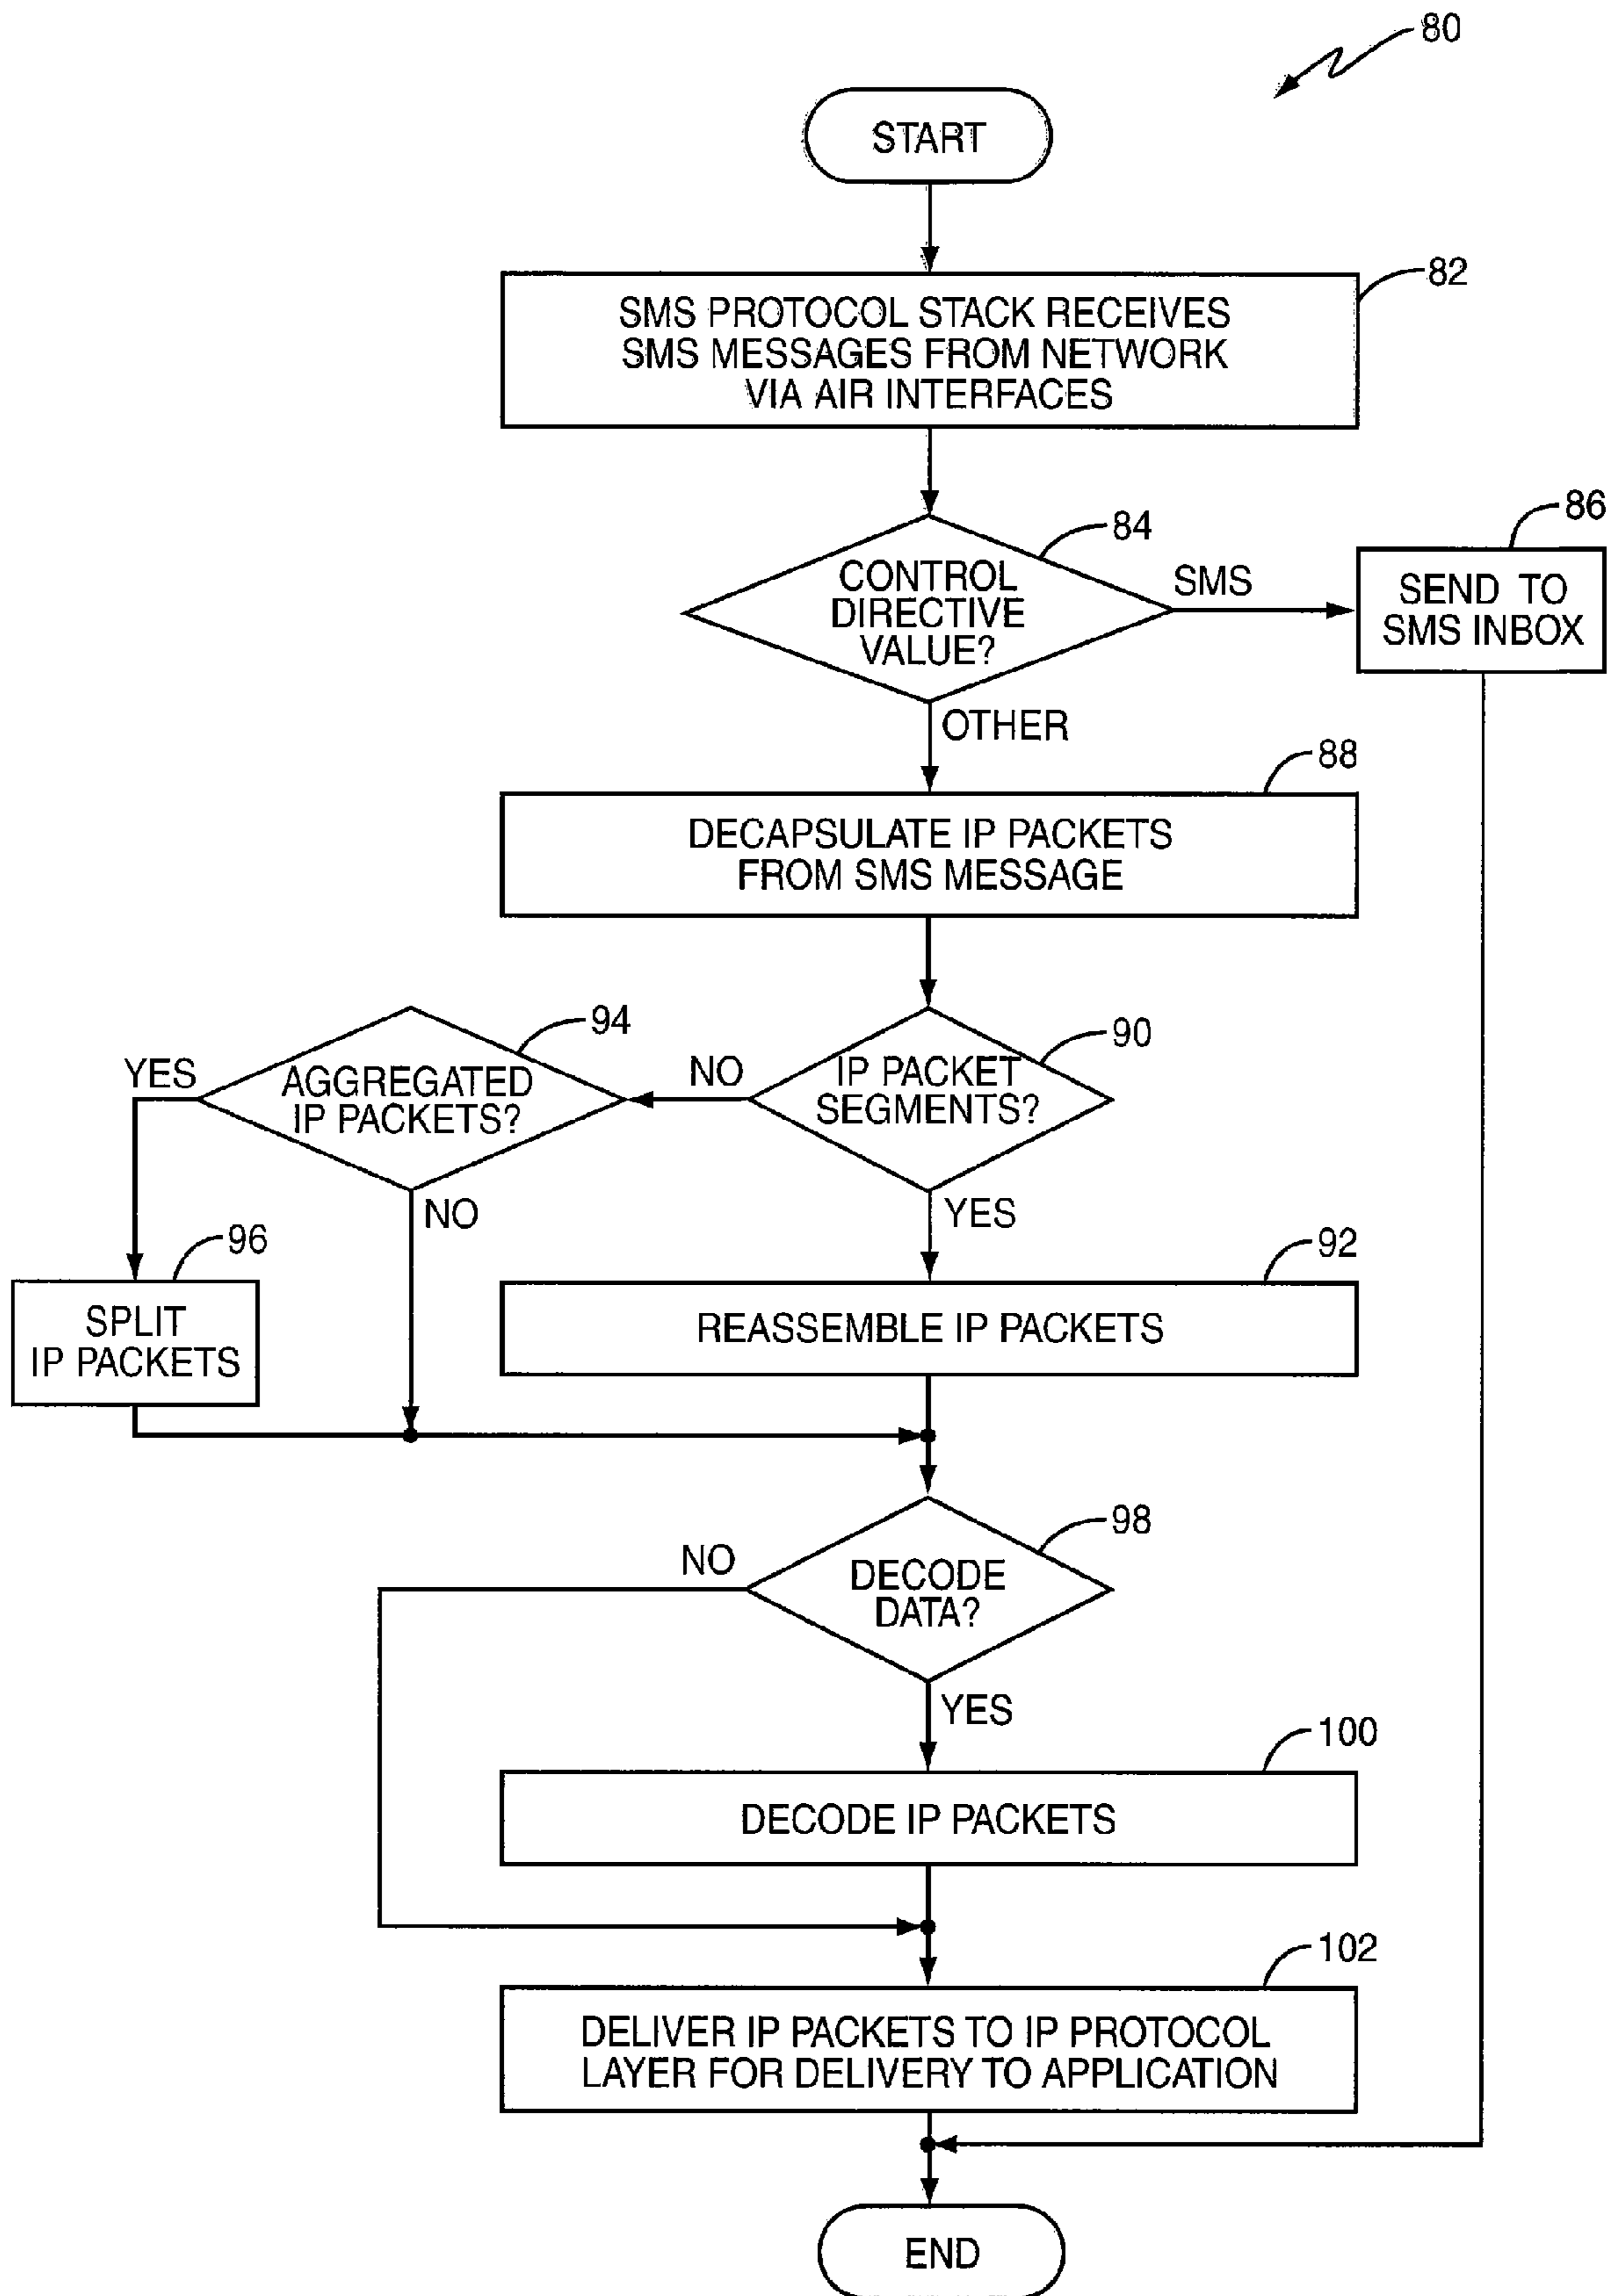 80
START
82
SMS PROTOCOL STACK RECEIVES
SMS MESSAGES FROM NETWORK
VIA AIR INTERFACES
84
CONTROL
DIRECTIVE
VALUE?
SMS
86
SEND TO
SMS INBOX
OTHER
88
DECAPSULATE IP PACKETS
FROM SMS MESSAGE
90
IP PACKET
SEGMENTS?
NO
94
AGGREGATED
IP PACKETS?
YES
NO
YES
96
SPLIT
IP PACKETS
92
REASSEMBLE IP PACKETS
98
DECODE
DATA?
NO
YES
100
DECODE IP PACKETS
102
DELIVER IP PACKETS TO IP PROTOCOL
LAYER FOR DELIVERY TO APPLICATION
END